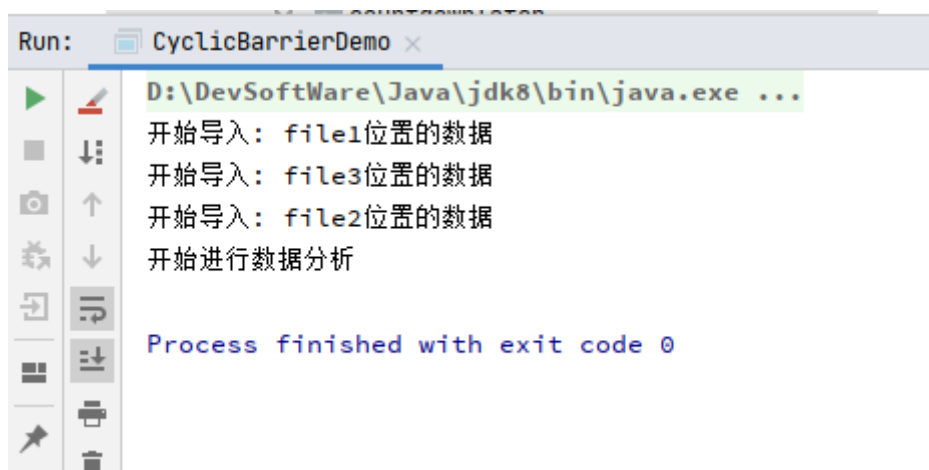 Run: CyclicBarrierDemo ×
D:\DevSoftWare\Java\jdk8\bin\java.exe ...
开始导入: file1位置的数据
开始导入: file3位置的数据
开始导入: file2位置的数据
开始进行数据分析
Process finished with exit code 0